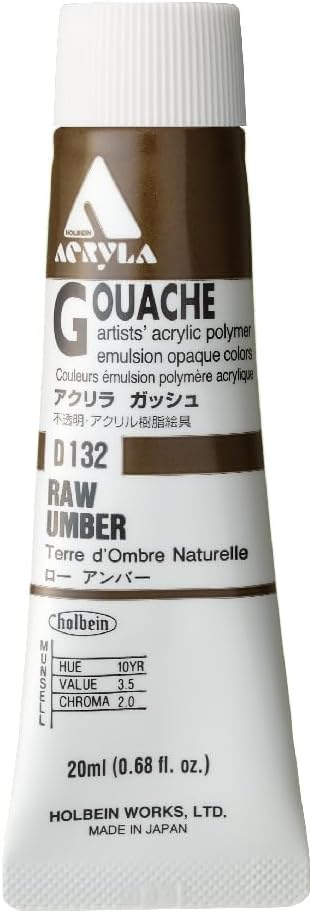 HOLBEIN
ACRYLA
GOUACHE
artists' acrylic polymer
emulsion opaque colors
Couleurs émulsion polymère acrylique
アクリラ ガッシュ
不透明・アクリル樹脂絵具
D132
RAW
UMBER
Terre d'Ombre Naturelle
ロー アンバー
holbein
MUNSELL
HUE 10YR
VALUE 3.5
CHROMA 2.0
20ml (0.68 fl. oz.)
HOLBEIN WORKS, LTD.
MADE IN JAPAN